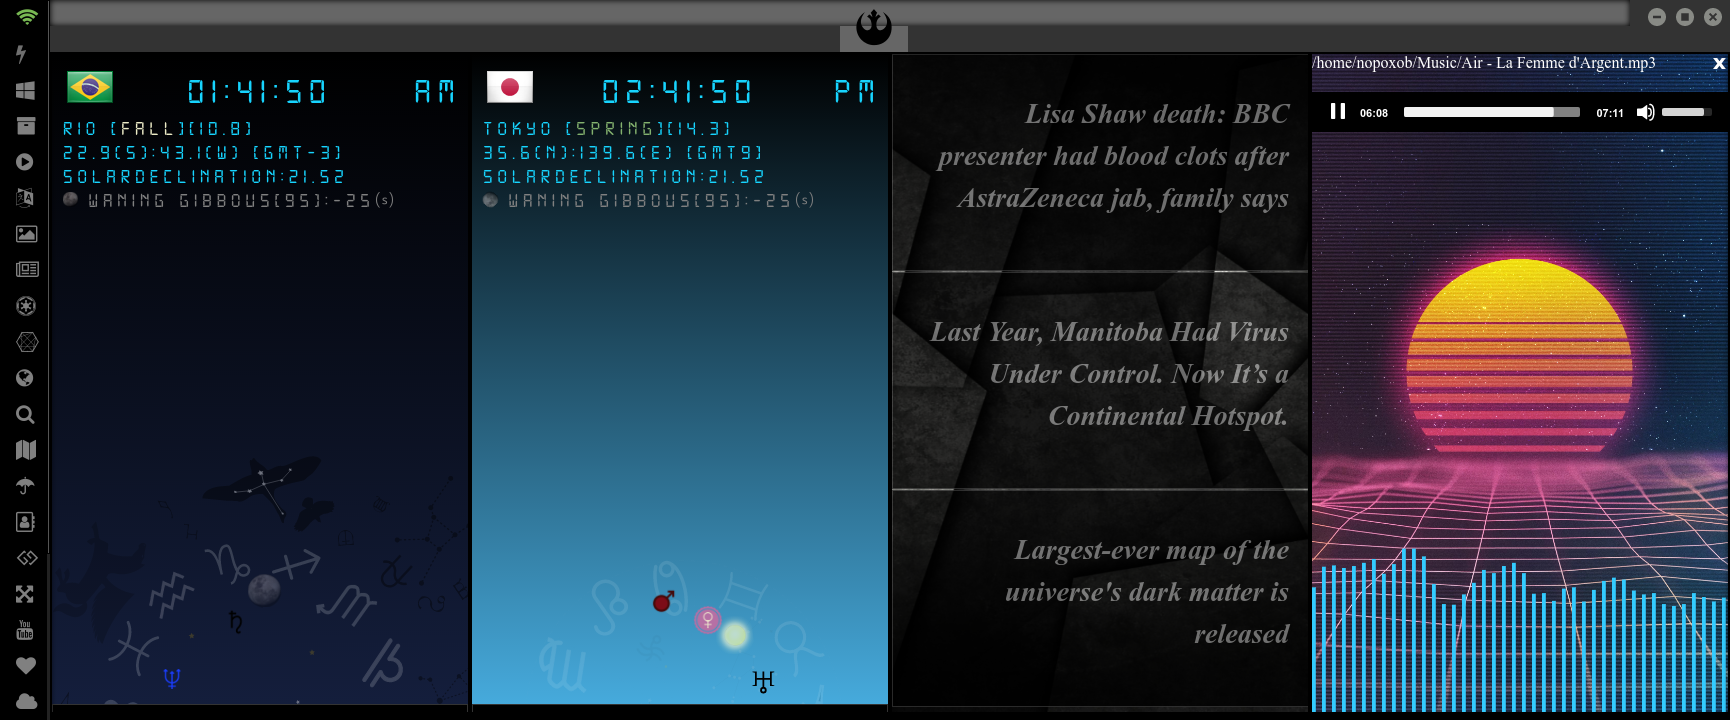 01:41:50 AM
RIO [FALL][10.8]
22.9(S):43.1(W) [GMT-3]
SOLARDECLINATION:21.52
WANING GIBBOUS[95]:-25(s)
02:41:50 PM
TOKYO [SPRING][14.3]
35.6(N):139.6(E) [GMT9]
SOLARDECLINATION:21.52
WANING GIBBOUS[95]:-25(s)
Lisa Shaw death: BBC
presenter had blood clots after
AstraZeneca jab, family says
Last Year, Manitoba Had Virus
Under Control. Now It’s a
Continental Hotspot.
Largest-ever map of the
universe's dark matter is
released
/home/nopoxob/Music/Air - La Femme d'Argent.mp3 x
06:08 07:11
You
Tube